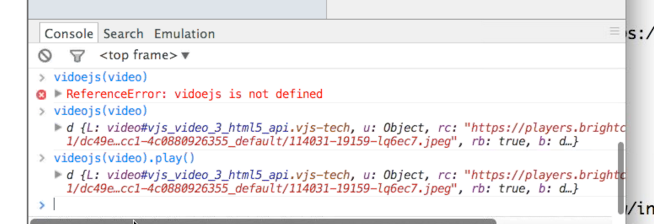 Console Search Emulation
<top frame> ▼
> vidoejs(video)
▶ ReferenceError: vidoejs is not defined
> videojs(video)
▶ d {L: video#vjs_video_3_html5_api.vjs-tech, u: Object, rc: "https://players.brightc
1/dc49e…cc1-4c0880926355_default/114031-19159-lq6ec7.jpeg", rb: true, b: d…}
> videojs(video).play()
▶ d {L: video#vjs_video_3_html5_api.vjs-tech, u: Object, rc: "https://players.brightc
1/dc49e…cc1-4c0880926355_default/114031-19159-lq6ec7.jpeg", rb: true, b: d…}
>
s:/
/in